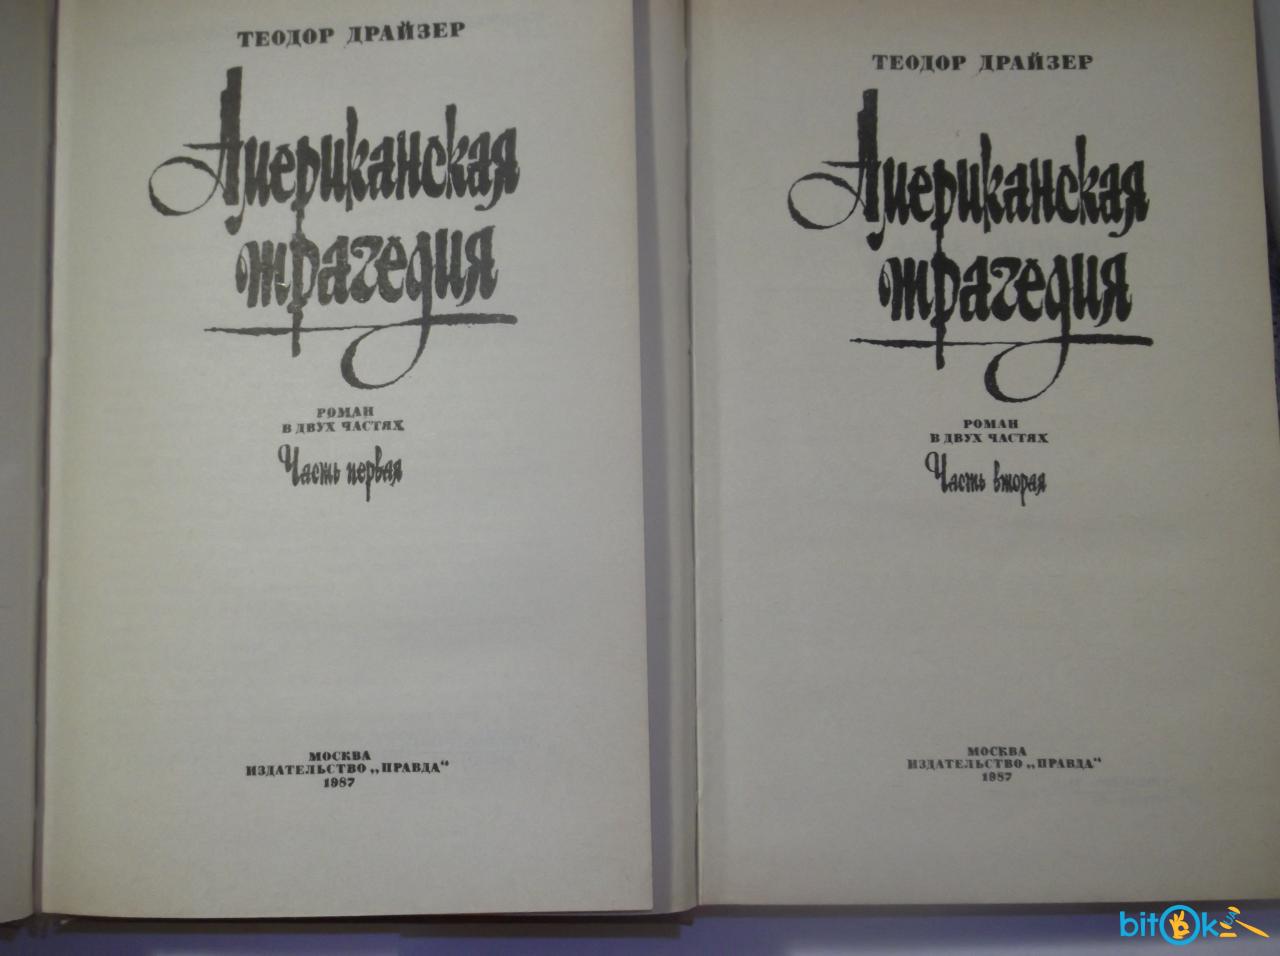 ТЕОДОР ДРАЙЗЕР
Американская
трагедия
РОМАН
В ДВУХ ЧАСТЯХ
Часть первая
МОСКВА
ИЗДАТЕЛЬСТВО „ПРАВДА“
1987
ТЕОДОР ДРАЙЗЕР
Американская
трагедия
РОМАН
В ДВУХ ЧАСТЯХ
Часть вторая
МОСКВА
ИЗДАТЕЛЬСТВО „ПРАВДА“
1987
bitOk UA